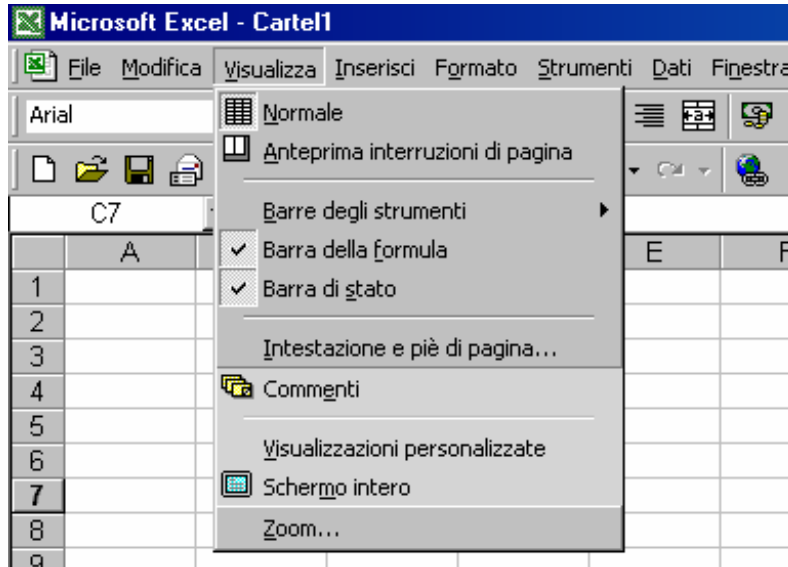 Microsoft Excel - Cartel1
File Modifica Visualizza Inserisci Formato Strumenti Dati Finestra
Arial
Normale
Anteprima interruzioni di pagina
C7
Barre degli strumenti
A E
Barra della formula
1
Barra di stato
2
3
Intestazione e piè di pagina...
4
Commenti
5
6
Visualizzazioni personalizzate
7
Schermo intero
8
Zoom...
9